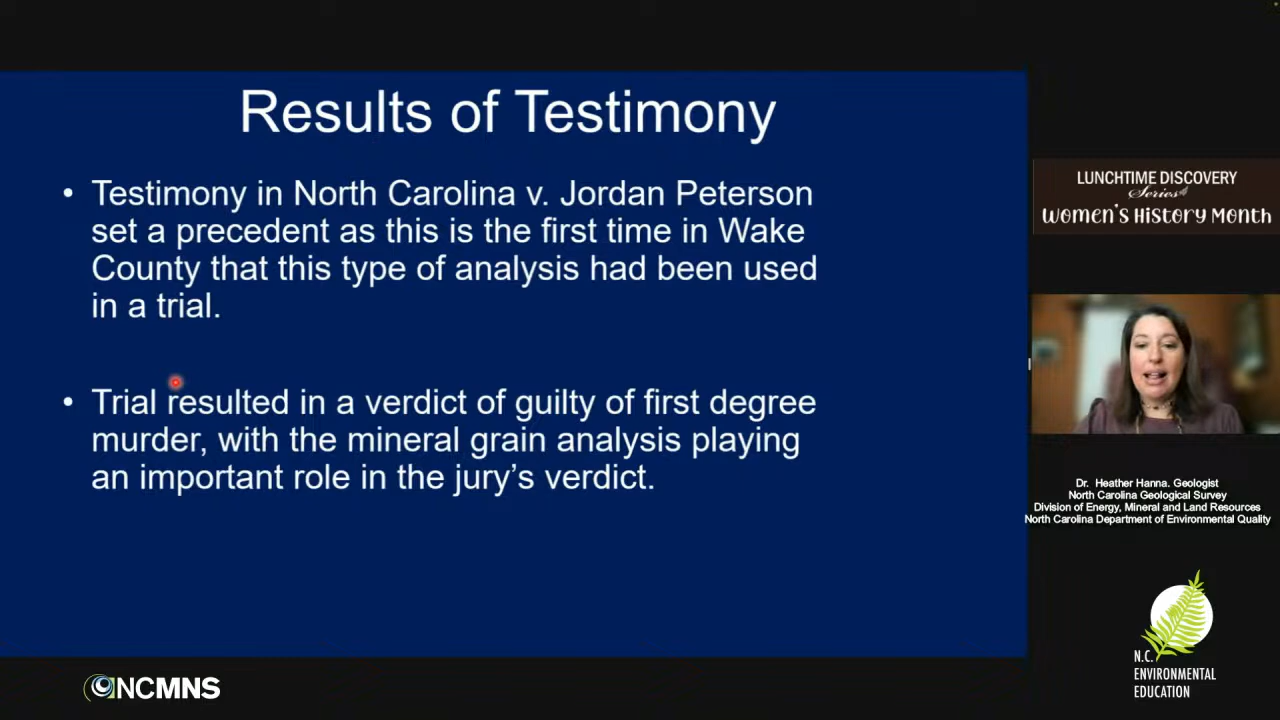 Results of Testimony
• Testimony in North Carolina v. Jordan Peterson
set a precedent as this is the first time in Wake
County that this type of analysis had been used
in a trial.
• Trial resulted in a verdict of guilty of first degree
murder, with the mineral grain analysis playing
an important role in the jury’s verdict.
LUNCHTIME DISCOVERY
Series
Women's History Month
Dr. Heather Hanna. Geologist
North Carolina Geological Survey
Division of Energy, Mineral and Land Resources
North Carolina Department of Environmental Quality
NCMNS
N.C.
ENVIRONMENTAL
EDUCATION